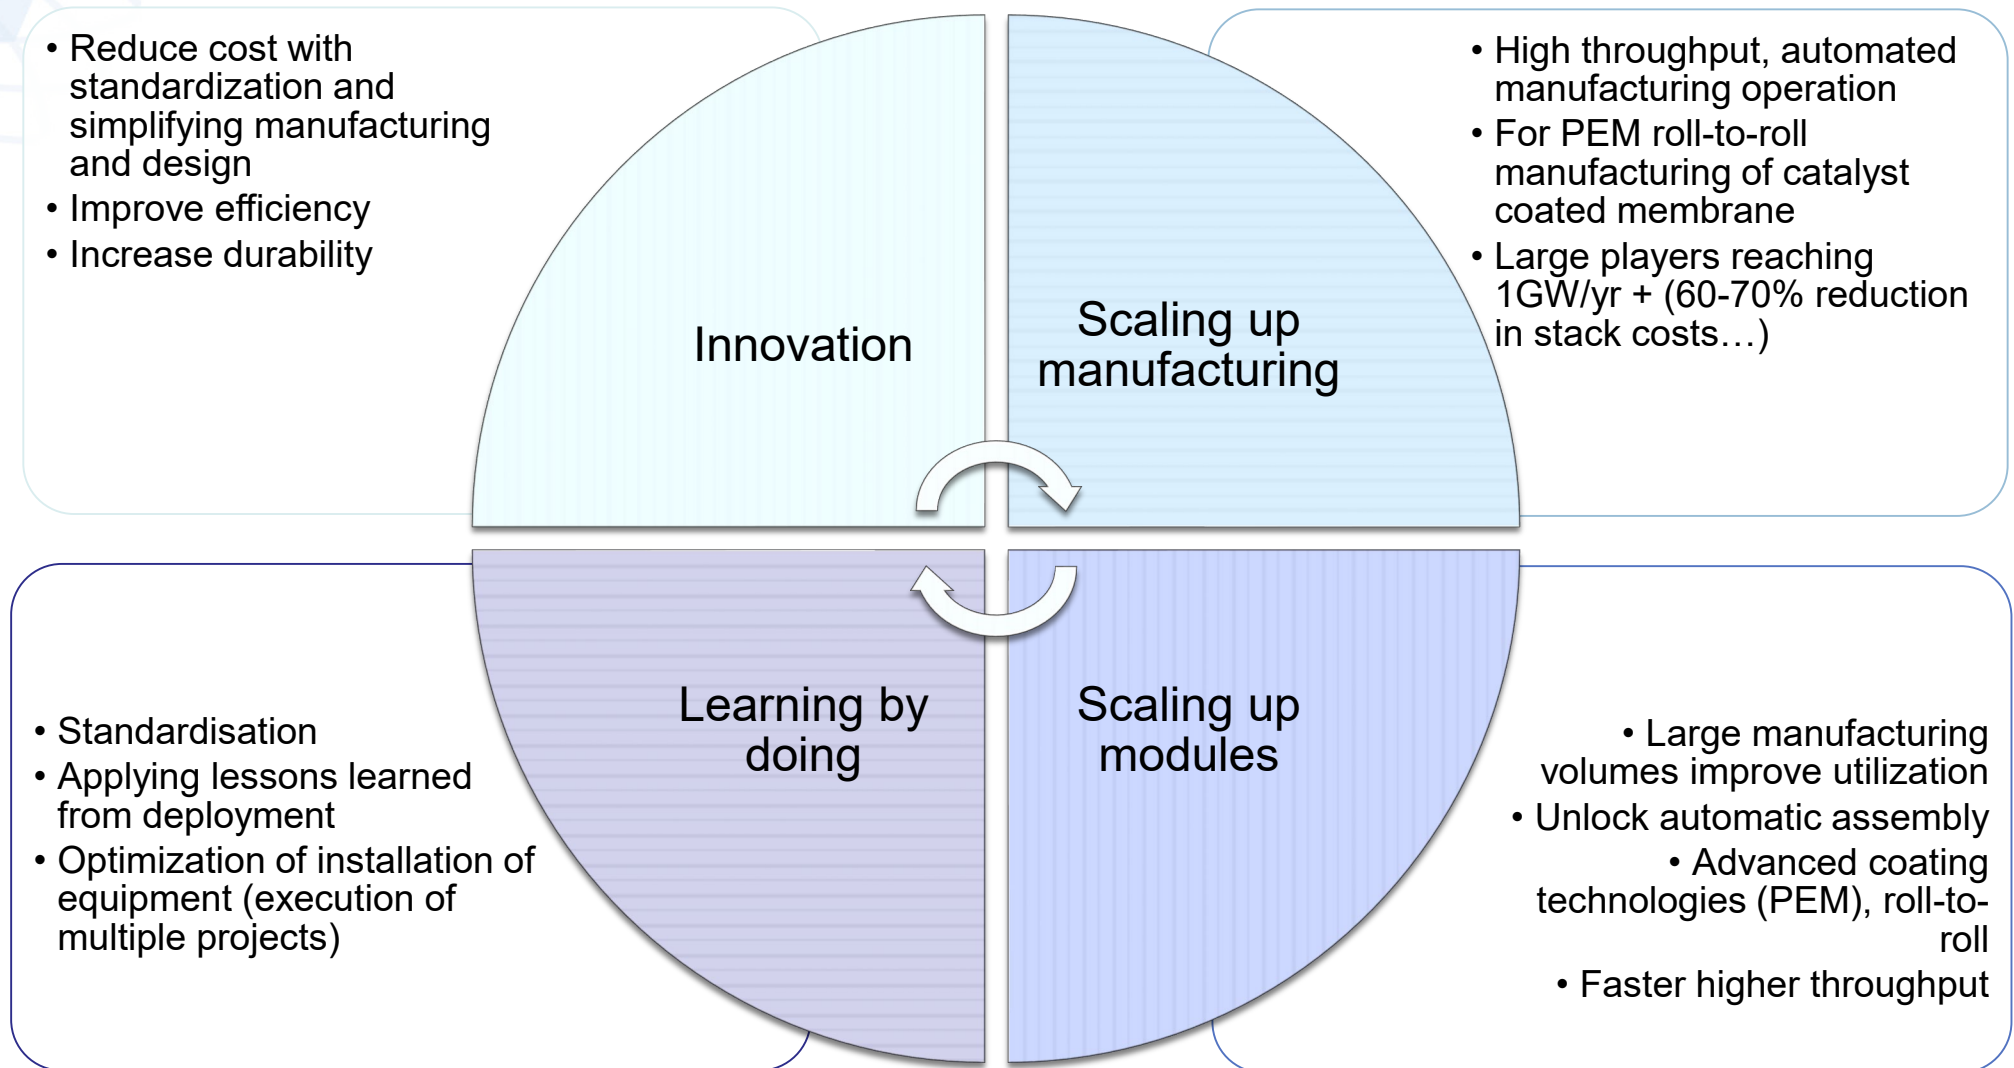 • Reduce cost with
standardization and
simplifying manufacturing
and design
• Improve efficiency
• Increase durability
Innovation
Scaling up
manufacturing
• High throughput, automated
manufacturing operation
• For PEM roll-to-roll
manufacturing of catalyst
coated membrane
• Large players reaching
1GW/yr + (60-70% reduction
in stack costs…)
• Standardisation
• Applying lessons learned
from deployment
• Optimization of installation of
equipment (execution of
multiple projects)
Learning by
doing
Scaling up
modules
• Large manufacturing
volumes improve utilization
• Unlock automatic assembly
• Advanced coating
technologies (PEM), roll-to-
roll
• Faster higher throughput